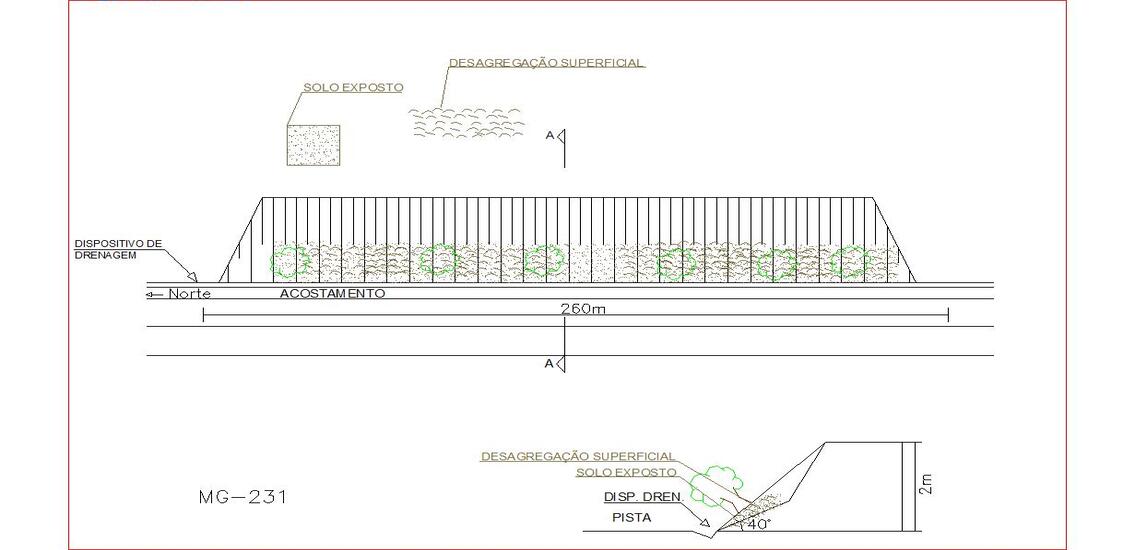 DESAGREGAÇÃO SUPERFICIAL
SOLO EXPOSTO
A
DISPOSITIVO DE
DRENAGEM
Norte
ACOSTAMENTO
260m
A
DESAGREGAÇÃO SUPERFICIAL
SOLO EXPOSTO
DISP. DREN.
PISTA
40°
2m
MG-231